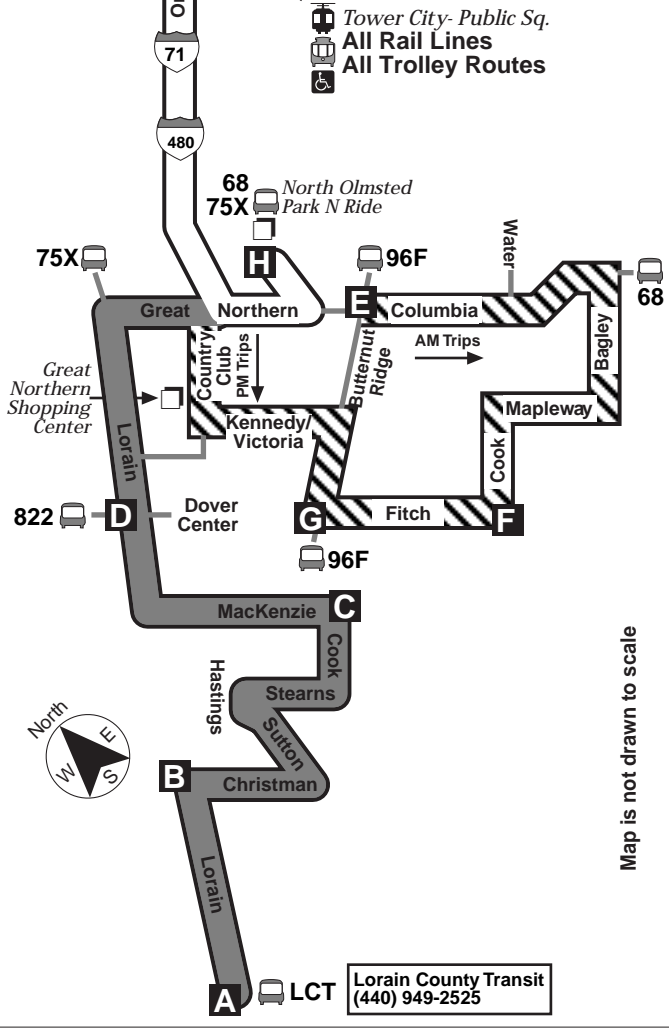 Tower City- Public Sq.
All Rail Lines
All Trolley Routes
71
480
68
75X
North Olmsted
Park N Ride
H
75X
96F
Water
68
Great
Northern
E
Columbia
Country
Club
PM Trips
Butternut
Ridge
AM Trips
Bagley
Great
Northern
Shopping
Center
Lorain
Kennedy/
Victoria
Mapleway
Cook
822
D
Dover
Center
G
Fitch
F
96F
MacKenzie
C
Cook
Hastings
Stearns
Sutton
North
E
W
S
B
Christman
Lorain
Map is not drawn to scale
A
LCT
Lorain County Transit
(440) 949-2525